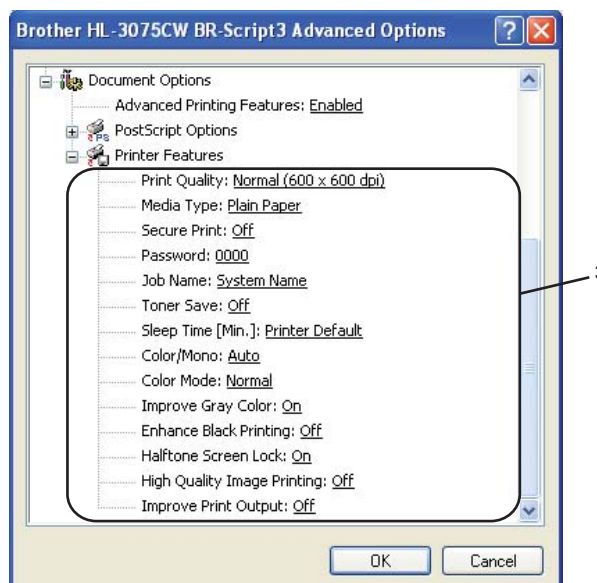 Brother HL-3075CW BR-Script3 Advanced Options
Document Options
Advanced Printing Features: Enabled
PostScript Options
Printer Features
Print Quality: Normal (600 x 600 dpi)
Media Type: Plain Paper
Secure Print: Off
Password: 0000
Job Name: System Name
Toner Save: Off
Sleep Time [Min.]: Printer Default
Color/Mono: Auto
Color Mode: Normal
Improve Gray Color: On
Enhance Black Printing: Off
Halftone Screen Lock: On
High Quality Image Printing: Off
Improve Print Output: Off
OK Cancel